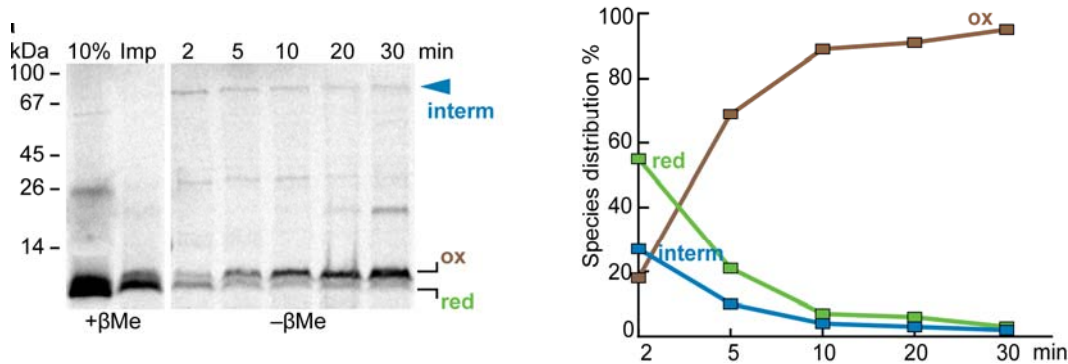 kDa 10% Imp 2 5 10 20 30 min
100
67
45
26
14
interm
ox
red
+βMe –βMe
Species distribution %
100
80
60
40
20
0
ox
red
interm
2 5 10 20 30 min